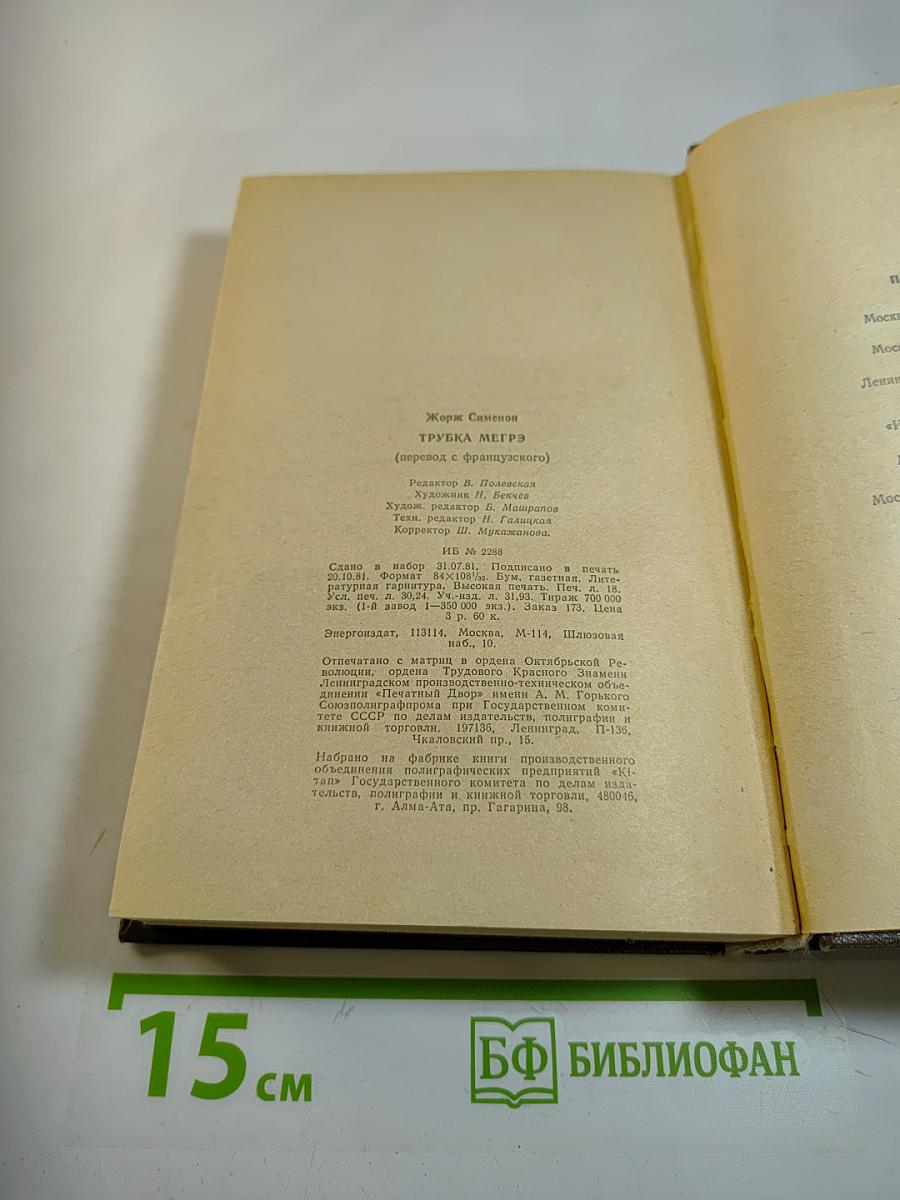 Жорж Сименон
ТРУБКА МЕГРЭ
(перевод с французского)
Редактор В. Полевская
Художник Н. Бекчев
Худож. редактор Б. Машрапов
Техн. редактор Н. Галицкая
Корректор Ш. Мукажанова.
ИБ № 2288
Сдано в набор 31.07.81. Подписано в печать
20.10.81. Формат 84×108¹/₃₂. Бум. газетная. Лите-
ратурная гарнитура. Высокая печать. Печ. л. 18.
Усл. печ. л. 30,24. Уч.-изд. л. 31,93. Тираж 700 000
экз. (1-й завод 1—350 000 экз.). Заказ 173. Цена
3 р. 60 к.
Энергоиздат, 113114, Москва, М-114, Шлюзовая
наб., 10.
Отпечатано с матриц в ордена Октябрьской Ре-
волюции, ордена Трудового Красного Знамени
Ленинградском производственно-техническом объе-
динении «Печатный Двор» имени А. М. Горького
Союзполиграфпрома при Государственном коми-
тете СССР по делам издательств, полиграфии и
книжной торговли. 197136, Ленинград, П-136,
Чкаловский пр., 15.
Набрано на фабрике книги производственного
объединения полиграфических предприятий «Кi-
тап» Государственного комитета по делам изда-
тельств, полиграфии и книжной торговли, 480046,
г. Алма-Ата, пр. Гагарина, 98.
15 см
БФ БИБЛИОФАН